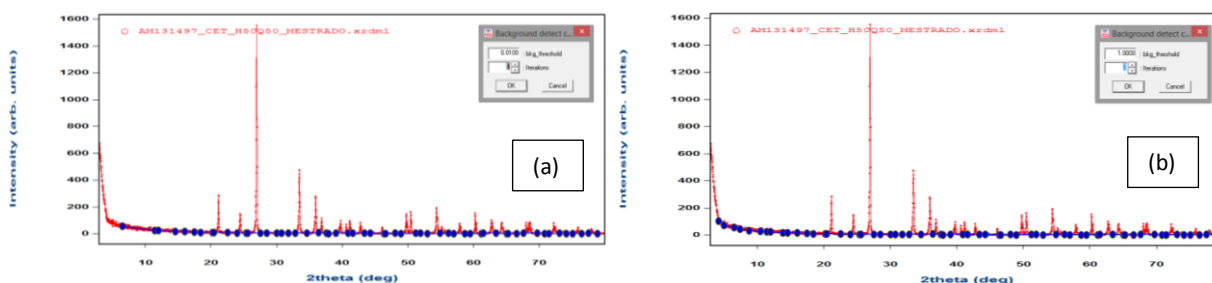 Intensity (arb. units)
1600
1400
1200
1000
800
600
400
200
0
AM131497_CET_H50Q50_MESTRADO.xrdml
Background detect c...
0.0100 bkg_threshold
Iterations
OK Cancel
(a)
10 20 30 40 50 60 70
2theta (deg)
Intensity (arb. units)
1600
1400
1200
1000
800
600
400
200
0
AM131497_CET_H50Q50_MESTRADO.xrdml
Background detect c...
1.0000 bkg_threshold
Iterations
OK Cancel
(b)
10 20 30 40 50 60 70
2theta (deg)